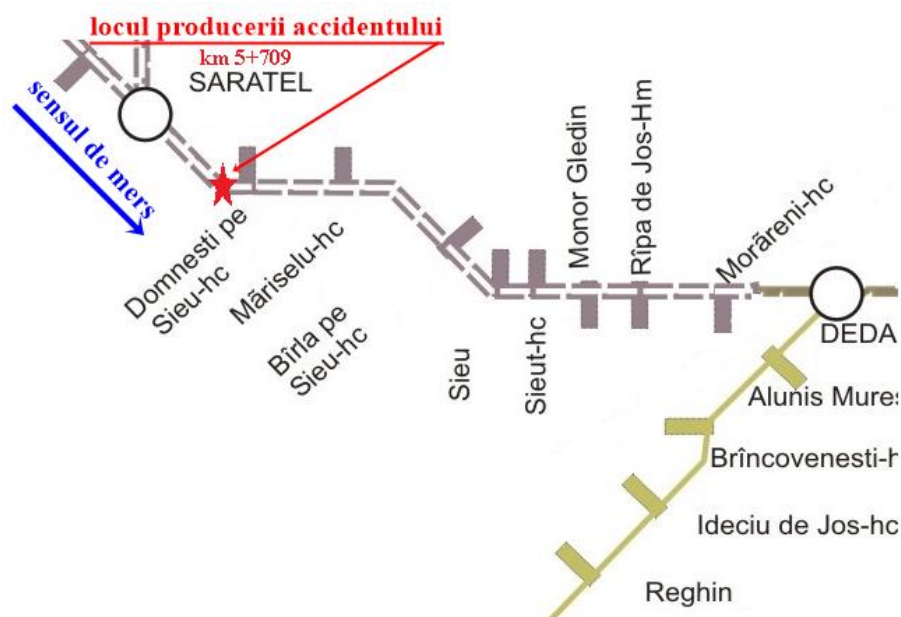 locul producerii accidentului
km 5+709
SARATEL
sensul de mers
Domnesti pe
Sieu-hc
Măriselu-hc
Bîrla pe
Sieu-hc
Sieu
Sieut-hc
Monor Gledin
Rîpa de Jos-Hm
Morăreni-hc
DEDA
Alunis Mures
Brîncovenesti-h
Ideciu de Jos-hc
Reghin